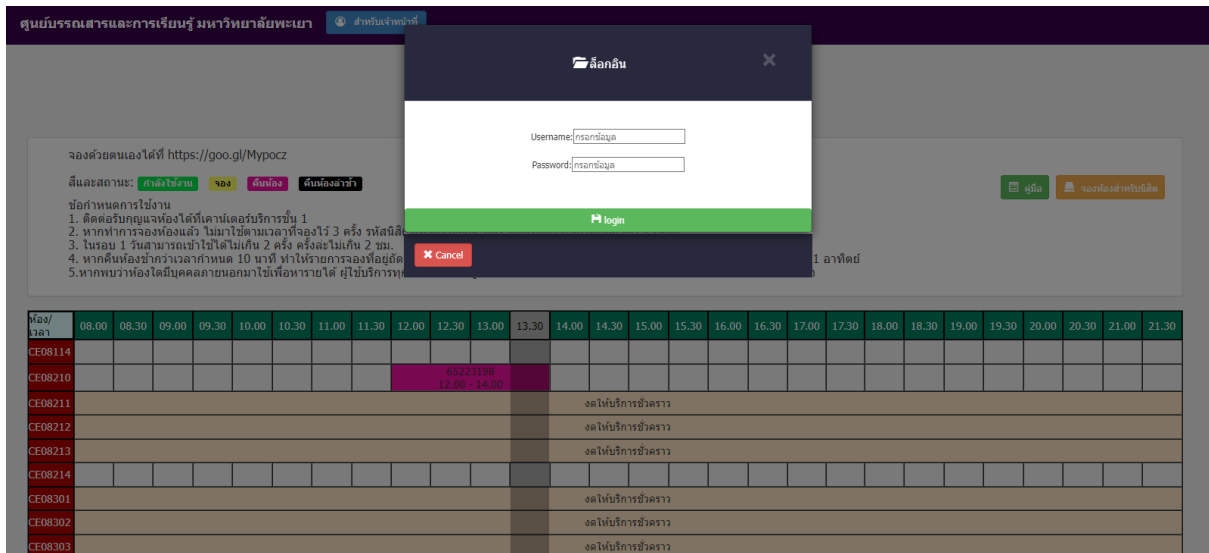 ศูนย์บรรณสารและการเรียนรู้ มหาวิทยาลัยพะเยา
สำหรับเจ้าหน้าที่
ล็อกอิน
×
Username: กรอกข้อมูล
Password: กรอกข้อมูล
login
Cancel
จองด้วยตนเองได้ที่ https://goo.gl/Mypocz
สีและสถานะ: กำลังใช้งาน จอง คืนห้อง คืนห้องล่าช้า
คู่มือ จองห้องสำหรับนิสิต
ข้อกำหนดการใช้งาน
1. ติดต่อรับกุญแจห้องได้ที่เคาน์เตอร์บริการชั้น 1
2. หากทำการจองห้องแล้ว ไม่มาใช้ตามเวลาที่จองไว้ 3 ครั้ง รหัสนิสิ
3. ในรอบ 1 วันสามารถเข้าใช้ได้ไม่เกิน 2 ครั้ง ครั้งละไม่เกิน 2 ชม.
4. หากคืนห้องช้ากว่าเวลากำหนด 10 นาที ทำให้รายการจองที่อยู่ถัด 1 อาทิตย์
5.หากพบว่าห้องใดมีบุคคลภายนอกมาใช้เพื่อหารายได้ ผู้ใช้บริการทุ
ห้อง/
เวลา 08.00 08.30 09.00 09.30 10.00 10.30 11.00 11.30 12.00 12.30 13.00 13.30 14.00 14.30 15.00 15.30 16.00 16.30 17.00 17.30 18.00 18.30 19.00 19.30 20.00 20.30 21.00 21.30
CE08114
CE08210 65223198
12.00 - 14.00
CE08211 งดให้บริการชั่วคราว
CE08212 งดให้บริการชั่วคราว
CE08213 งดให้บริการชั่วคราว
CE08214
CE08301 งดให้บริการชั่วคราว
CE08302 งดให้บริการชั่วคราว
CE08303 งดให้บริการชั่วคราว